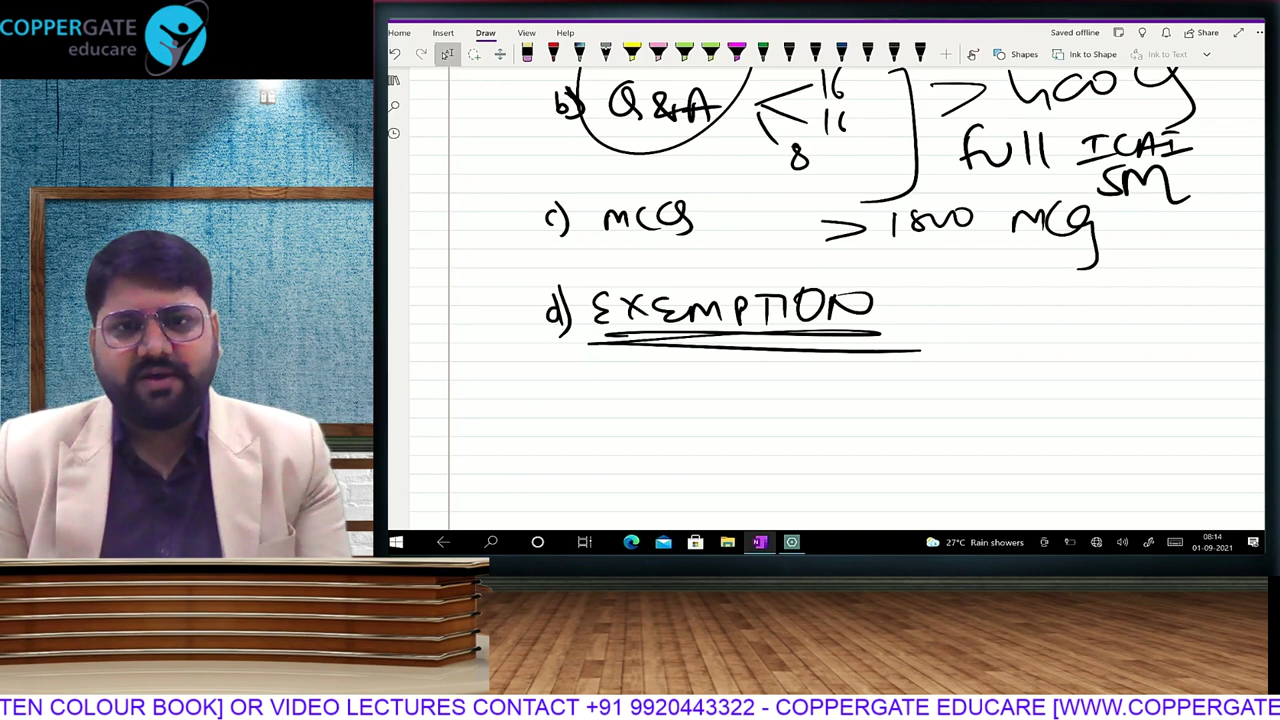 COPPERGATE
educare
Home Insert Draw View Help
Saved offline
Share
Shapes
Ink to Shape
Ink to Text
b) Q & A
16
16
8
> 400 Q
full ICAI
SM
c) MCQ > 1800 MCQ
d) EXEMPTION
27°C Rain showers
08:14
01-09-2021
TEN COLOUR BOOK] OR VIDEO LECTURES CONTACT +91 9920443322 - COPPERGATE EDUCARE [WWW.COPPERGATE